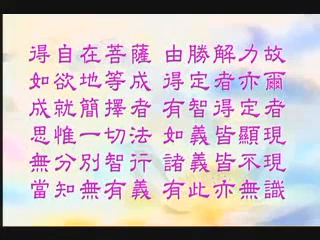 得自在菩薩 由勝解力故
如欲地等成 得定者亦爾
成就簡擇者 有智得定者
思惟一切法 如義皆顯現
無分別智行 諸義皆不現
當知無有義 有此亦無識